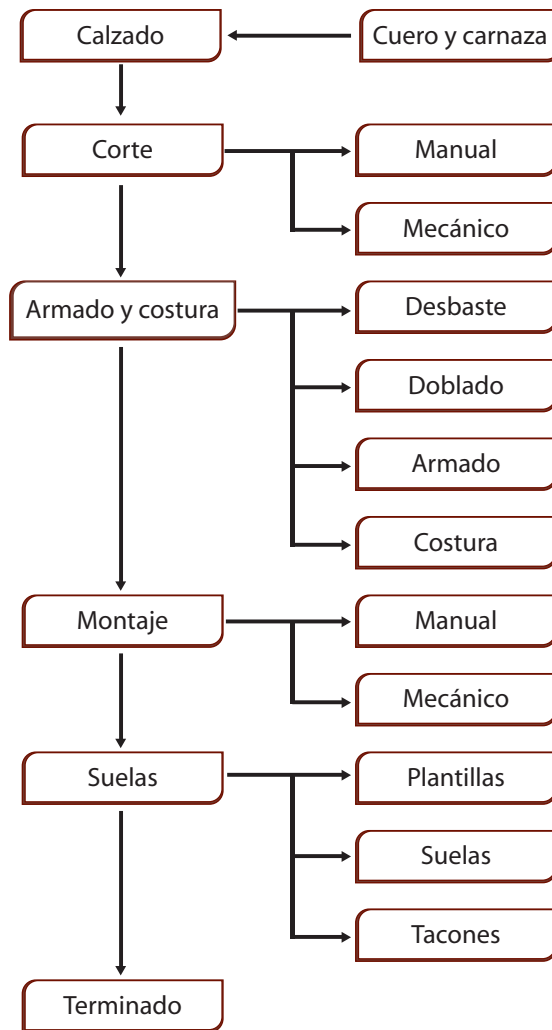 Calzado
Cuero y carnaza
Corte
Manual
Mecánico
Armado y costura
Desbaste
Doblado
Armado
Costura
Montaje
Manual
Mecánico
Suelas
Plantillas
Suelas
Tacones
Terminado